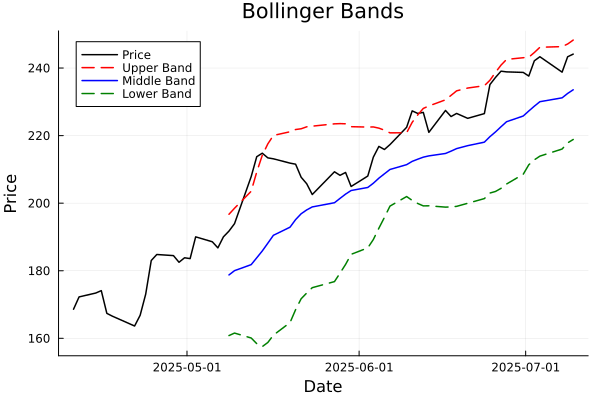 Bollinger Bands
Price
Upper Band
Middle Band
Lower Band
Price
240
220
200
180
160
2025-05-01
2025-06-01
2025-07-01
Date